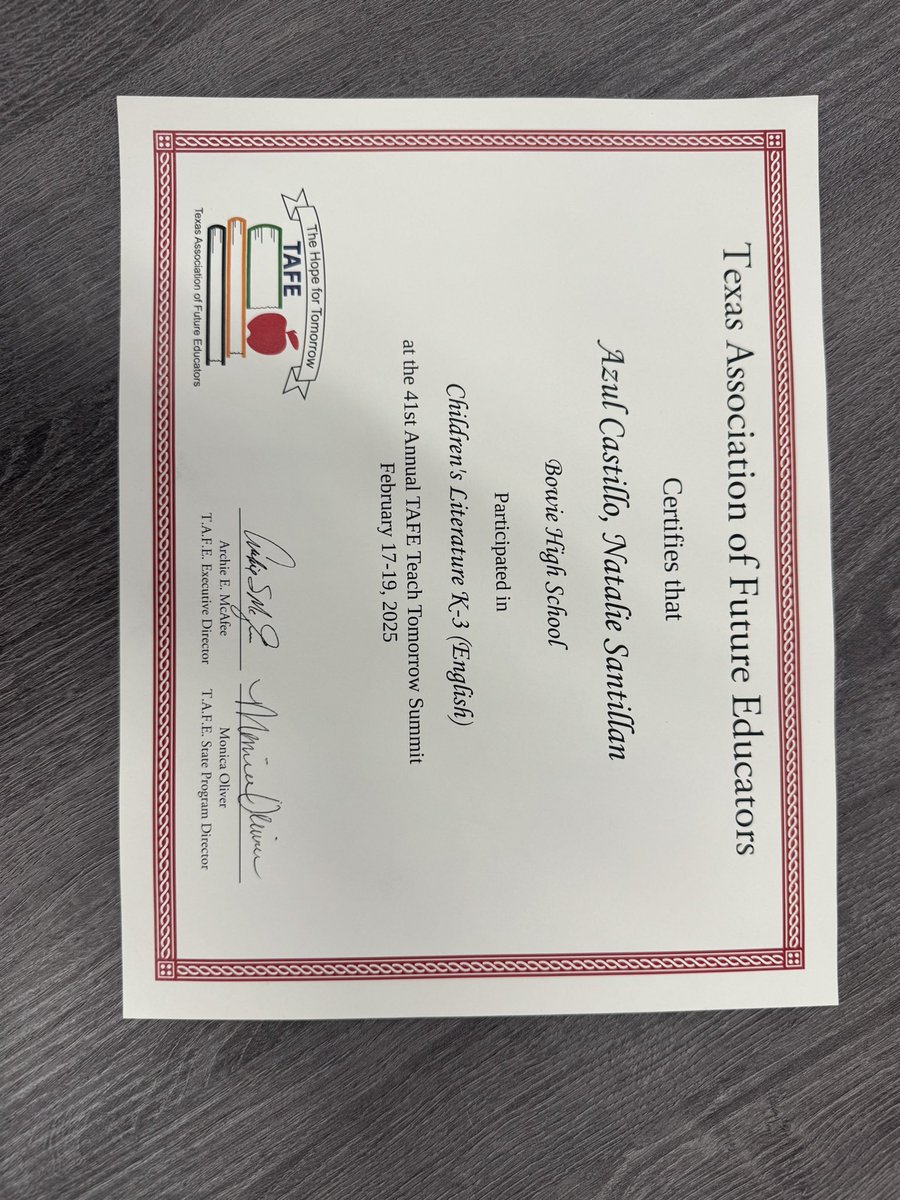 Texas Association of Future Educators
Certifies that
Azul Castillo, Natalie Santillan
Bowie High School
Participated in
Children's Literature K-3 (English)
at the 41st Annual TAFE Teach Tomorrow Summit
February 17-19, 2025
The Hope for Tomorrow
TAFE
Texas Association of Future Educators
Archie E. McAfee
T.A.F.E. Executive Director
Monica Oliver
Monica Oliver
T.A.F.E. State Program Director